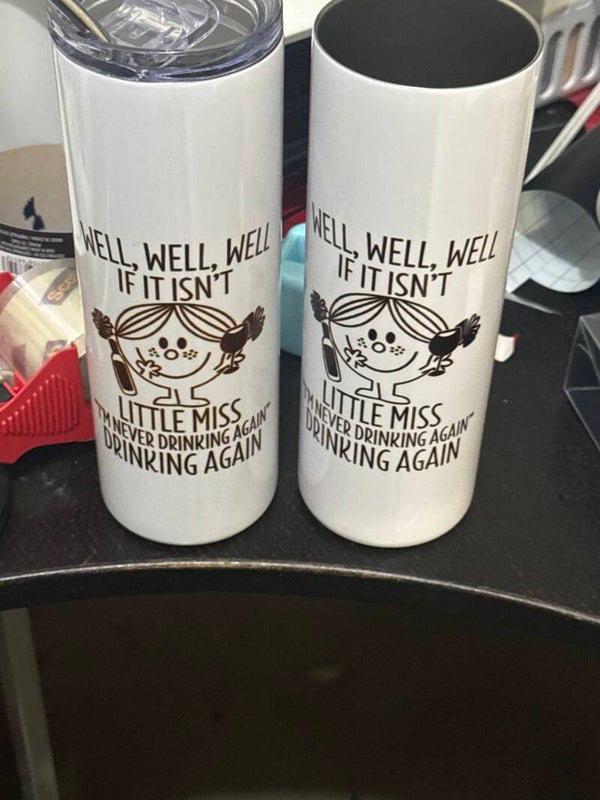 WELL, WELL, WELL
IF IT ISN'T
LITTLE MISS
"I'M NEVER DRINKING AGAIN"
DRINKING AGAIN
WELL, WELL, WELL
IF IT ISN'T
LITTLE MISS
"I'M NEVER DRINKING AGAIN"
DRINKING AGAIN
Sco